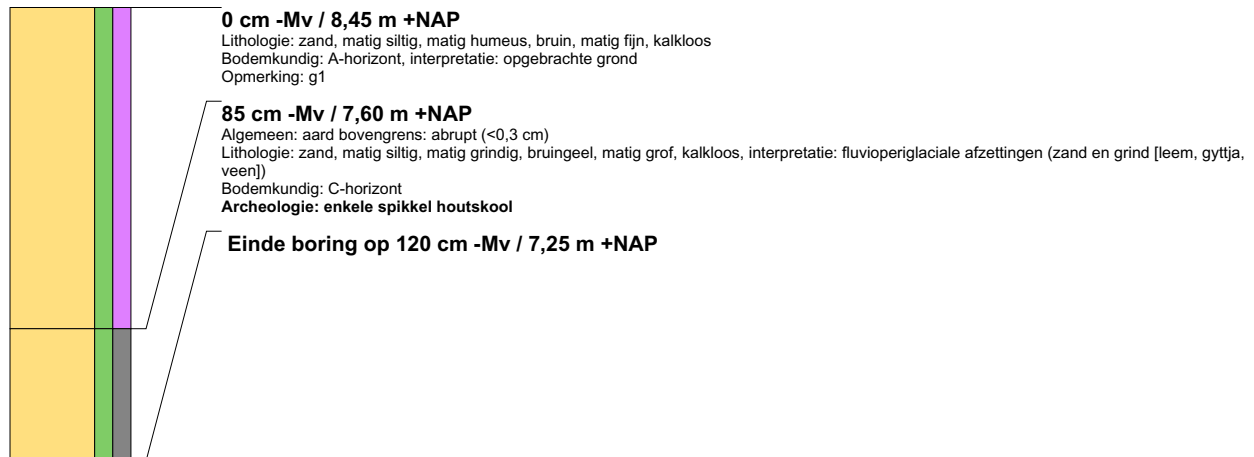 0 cm -Mv / 8,45 m +NAP
Lithologie: zand, matig siltig, matig humeus, bruin, matig fijn, kalkloos
Bodemkundig: A-horizont, interpretatie: opgebrachte grond
Opmerking: g1
85 cm -Mv / 7,60 m +NAP
Algemeen: aard bovengrens: abrupt (<0,3 cm)
Lithologie: zand, matig siltig, matig grindig, bruingeel, matig grof, kalkloos, interpretatie: fluvioperiglaciale afzettingen (zand en grind [leem, gyttja,
veen])
Bodemkundig: C-horizont
Archeologie: enkele spikkel houtskool
Einde boring op 120 cm -Mv / 7,25 m +NAP